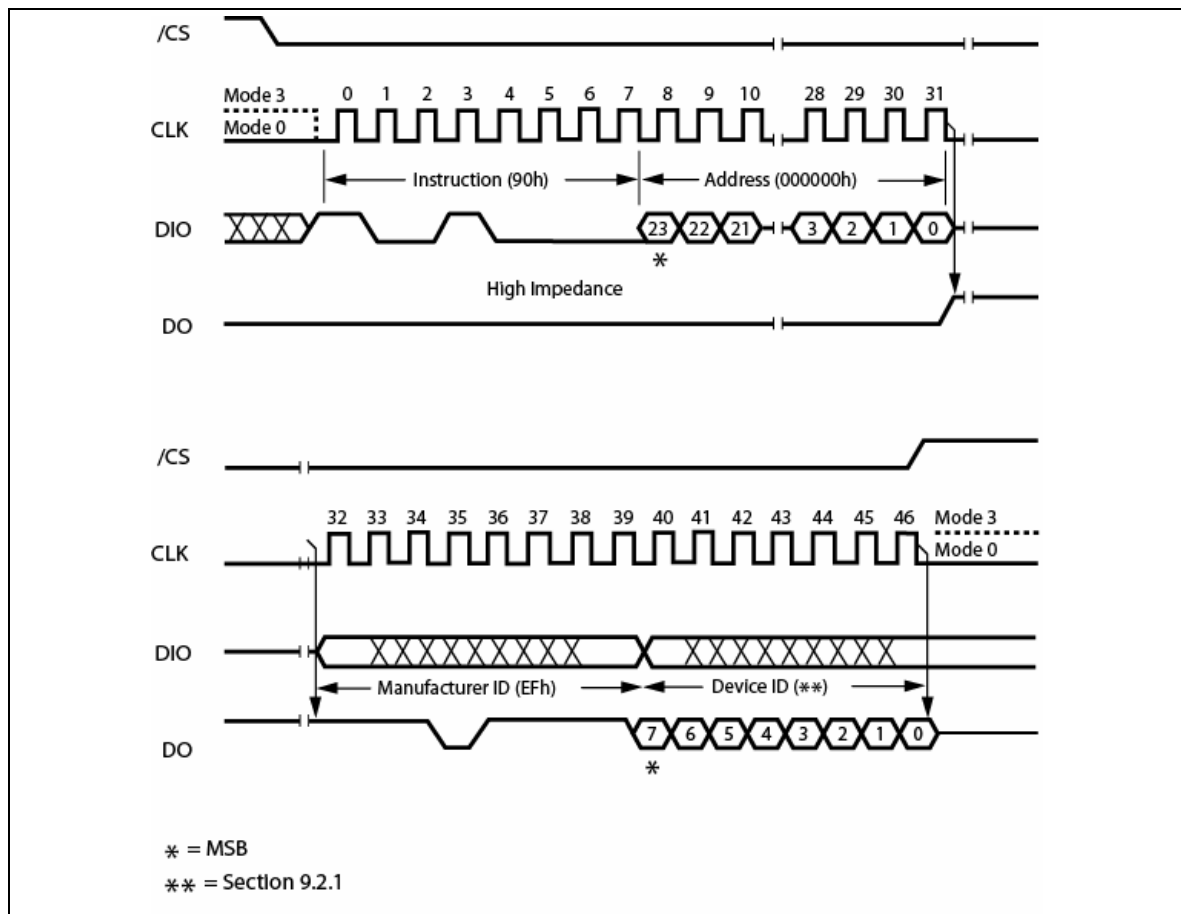 /CS
Mode 3 0 1 2 3 4 5 6 7 8 9 10 28 29 30 31
CLK Mode 0
Instruction (90h) Address (000000h)
DIO 23 22 21 3 2 1 0
*
High Impedance
DO
/CS
32 33 34 35 36 37 38 39 40 41 42 43 44 45 46 Mode 3
CLK Mode 0
DIO
Manufacturer ID (EFh) Device ID (**)
DO 7 6 5 4 3 2 1 0
*
* = MSB
** = Section 9.2.1